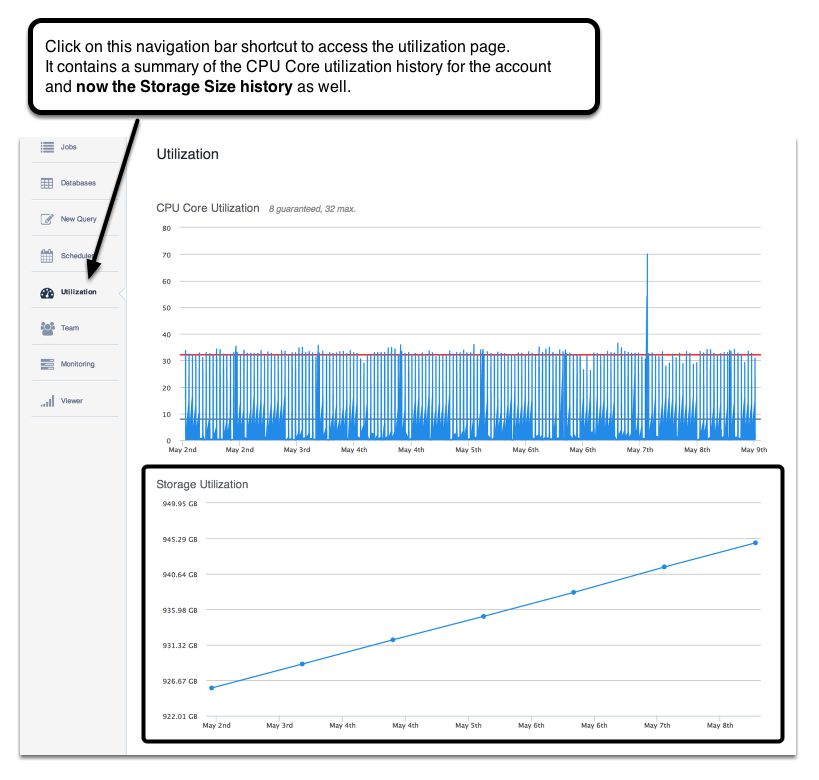 Click on this navigation bar shortcut to access the utilization page.
It contains a summary of the CPU Core utilization history for the account
and now the Storage Size history as well.
Jobs
Databases
New Query
Schedules
Utilization
Team
Monitoring
Viewer
Utilization
CPU Core Utilization 8 guaranteed, 32 max.
80
70
60
50
40
30
20
10
0
May 2nd May 2nd May 3rd May 4th May 4th May 5th May 6th May 6th May 7th May 8th May 9th
Storage Utilization
949.95 GB
945.29 GB
940.64 GB
935.98 GB
931.32 GB
926.67 GB
922.01 GB
May 2nd May 3rd May 4th May 4th May 5th May 6th May 6th May 7th May 8th